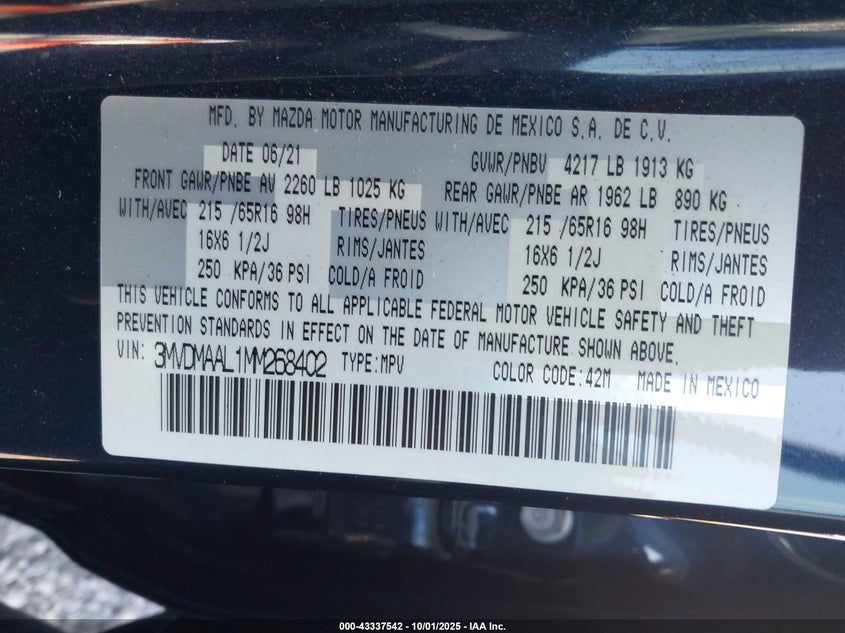 MFD. BY MAZDA MOTOR MANUFACTURING DE MEXICO S.A. DE C.V.
DATE 06/21 GVWR/PNBV 4217 LB 1913 KG
FRONT GAWR/PNBE AV 2260 LB 1025 KG REAR GAWR/PNBE AR 1962 LB 890 KG
WITH/AVEC 215 /65R16 98H TIRES/PNEUS WITH/AVEC 215 /65R16 98H TIRES/PNEUS
16X6 1/2J RIMS/JANTES 16X6 1/2J RIMS/JANTES
250 KPA/36 PSI COLD/A FROID 250 KPA/36 PSI COLD/A FROID
THIS VEHICLE CONFORMS TO ALL APPLICABLE FEDERAL MOTOR VEHICLE SAFETY AND THEFT
PREVENTION STANDARDS IN EFFECT ON THE DATE OF MANUFACTURE SHOWN ABOVE.
VIN: 3MVDMAAL1MM268402 TYPE:MPV COLOR CODE:42M MADE IN MEXICO
000-43337542 - 10/01/2025 - IAA Inc.